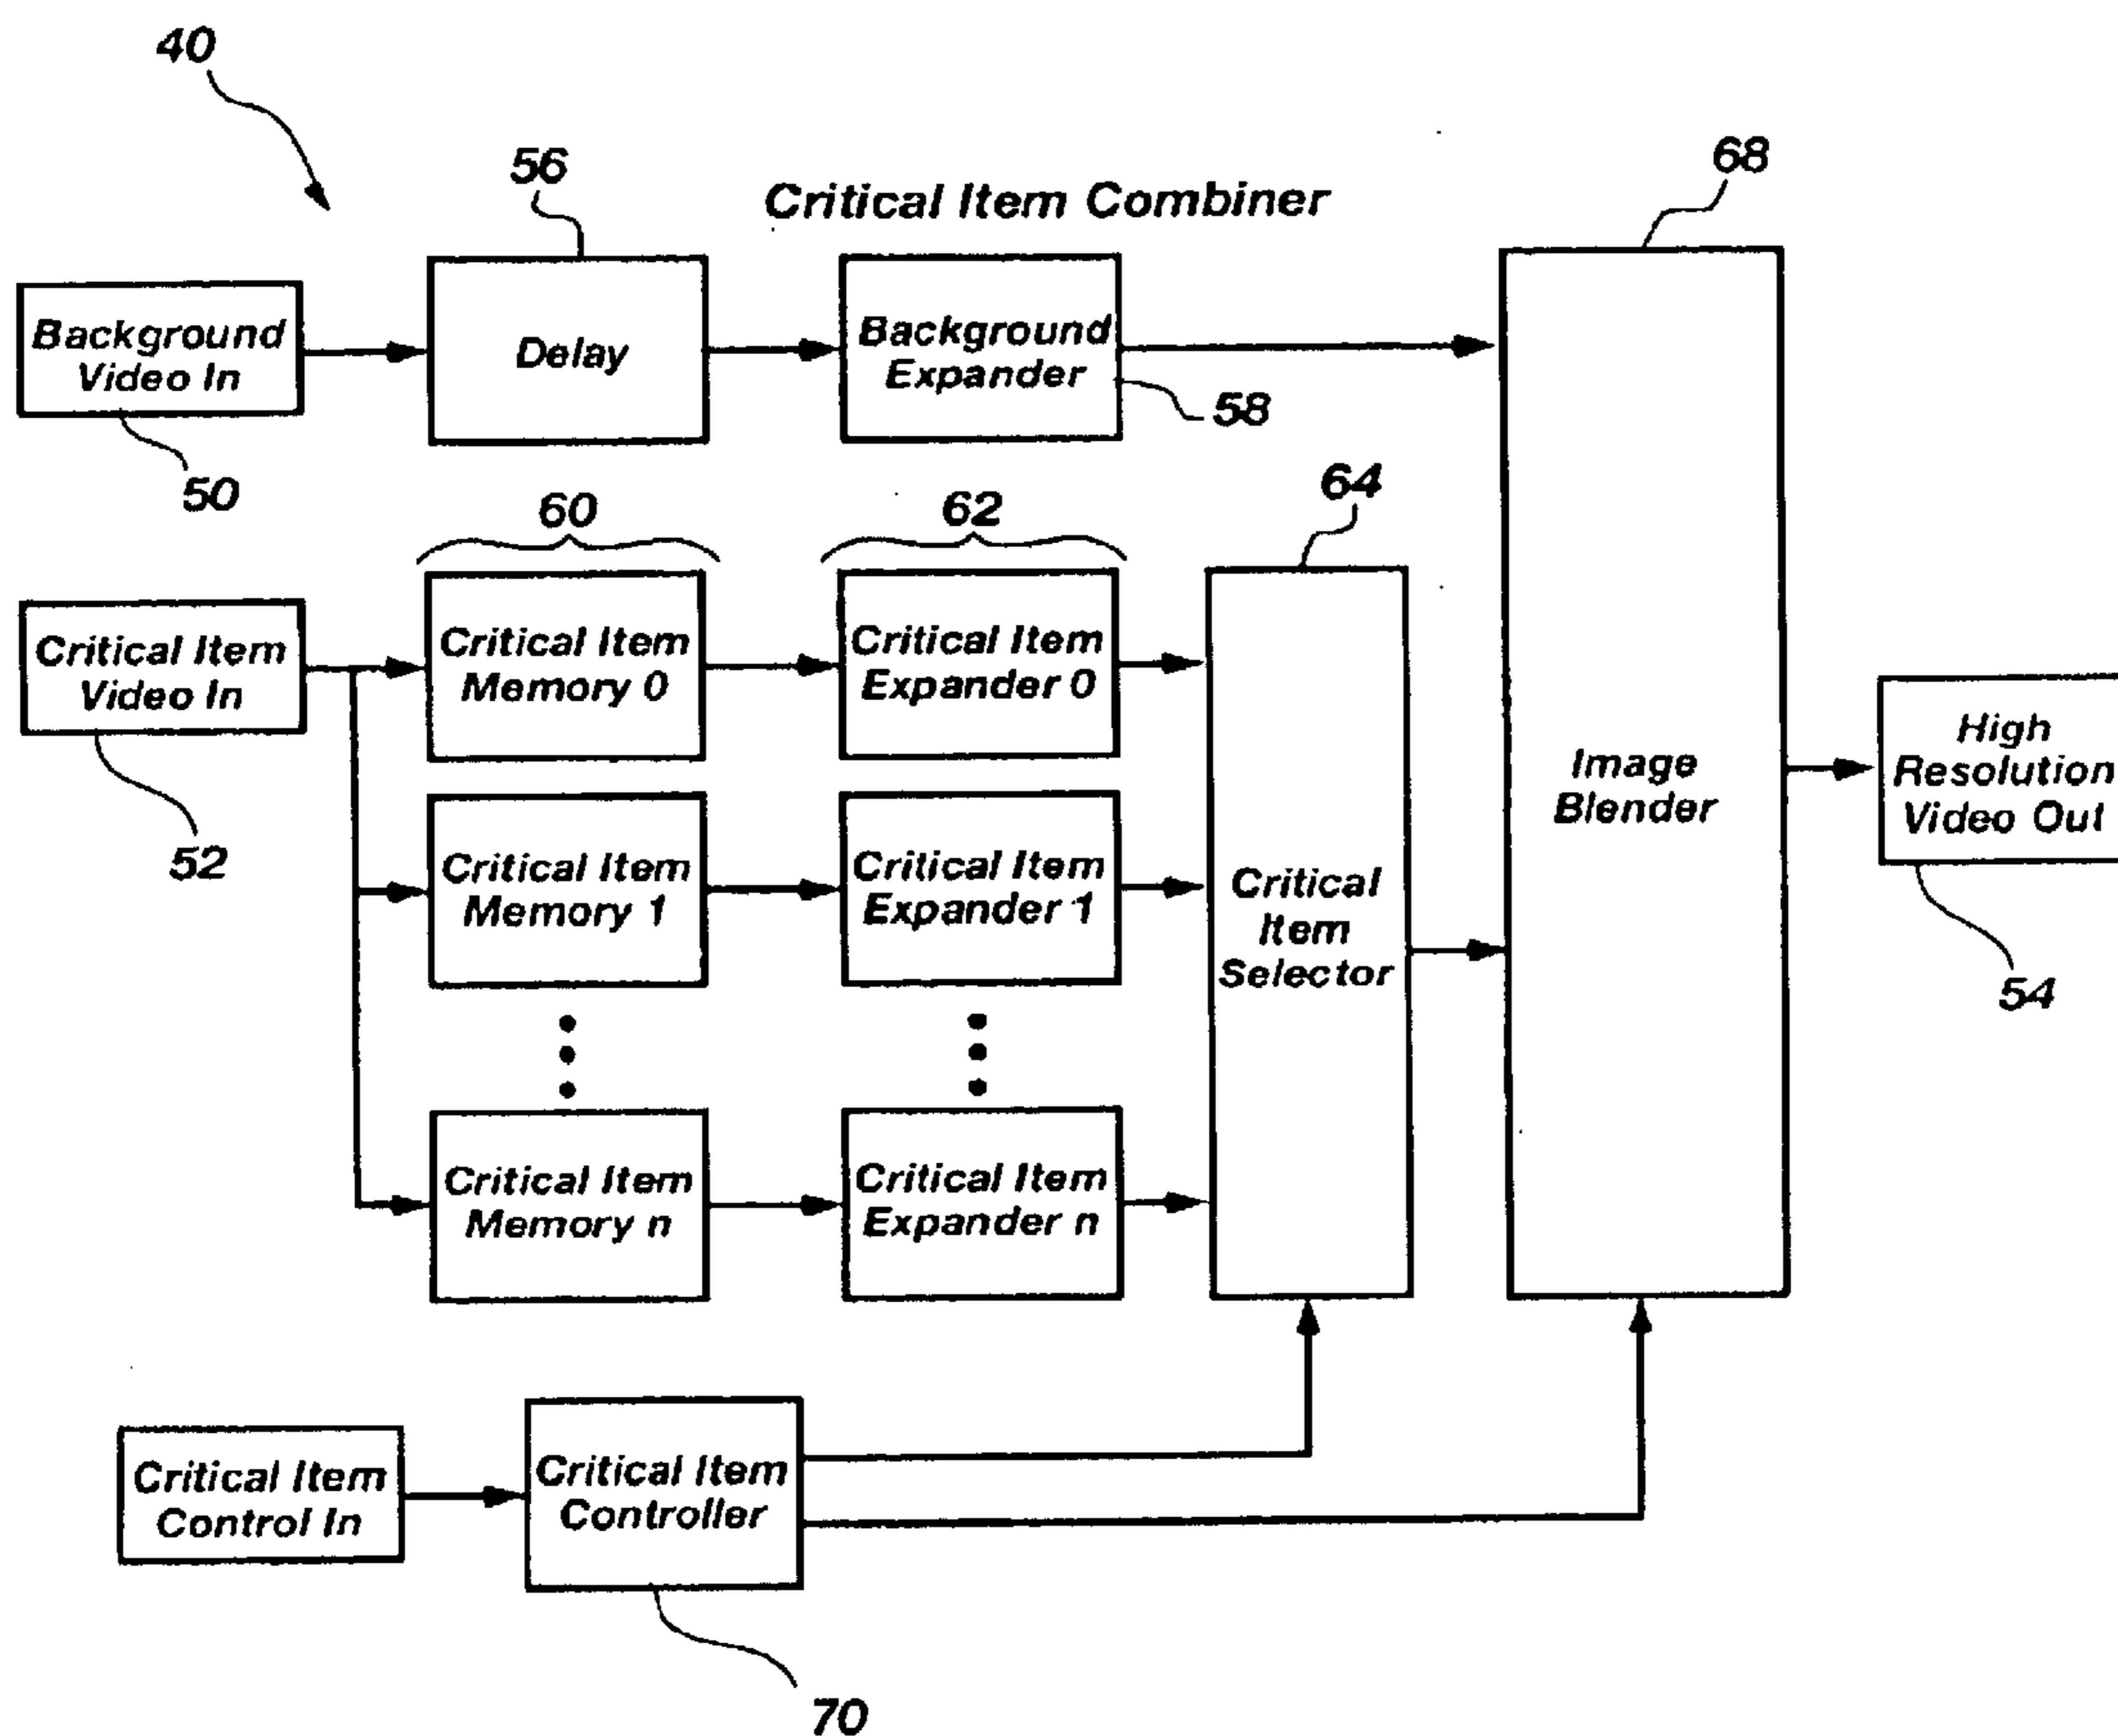 40
56
Critical Item Combiner
68
Background
Video In
Delay
Background
Expander
58
50
60
62
64
Critical Item
Video In
Critical Item
Memory 0
Critical Item
Expander 0
52
Critical Item
Memory 1
Critical Item
Expander 1
Critical
Item
Selector
Image
Blender
High
Resolution
Video Out
54
Critical Item
Memory n
Critical Item
Expander n
Critical Item
Control In
Critical Item
Controller
70